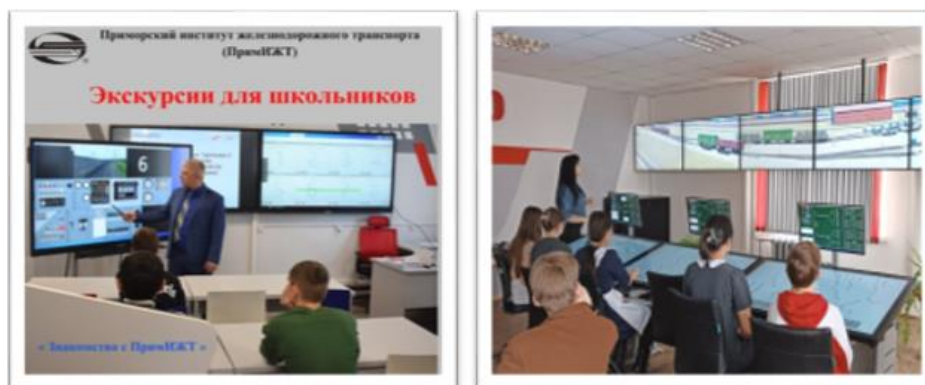 Приморский институт железнодорожного транспорта
(ПримИЖТ)
Экскурсии для школьников
6
« Знакомство с ПримИЖТ »